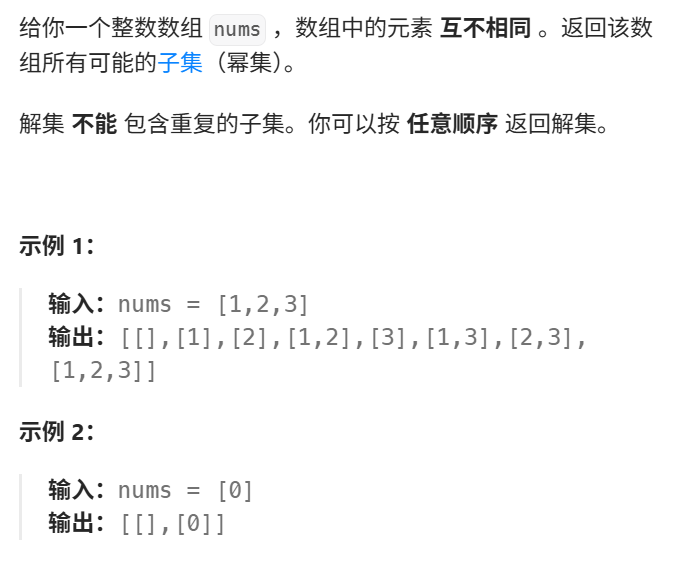 给你一个整数数组 nums ，数组中的元素 互不相同 。返回该数
组所有可能的子集（幂集）。
解集 不能 包含重复的子集。你可以按 任意顺序 返回解集。
示例 1：
输入：nums = [1,2,3]
输出：[[],[1],[2],[1,2],[3],[1,3],[2,3],
[1,2,3]]
示例 2：
输入：nums = [0]
输出：[[],[0]]